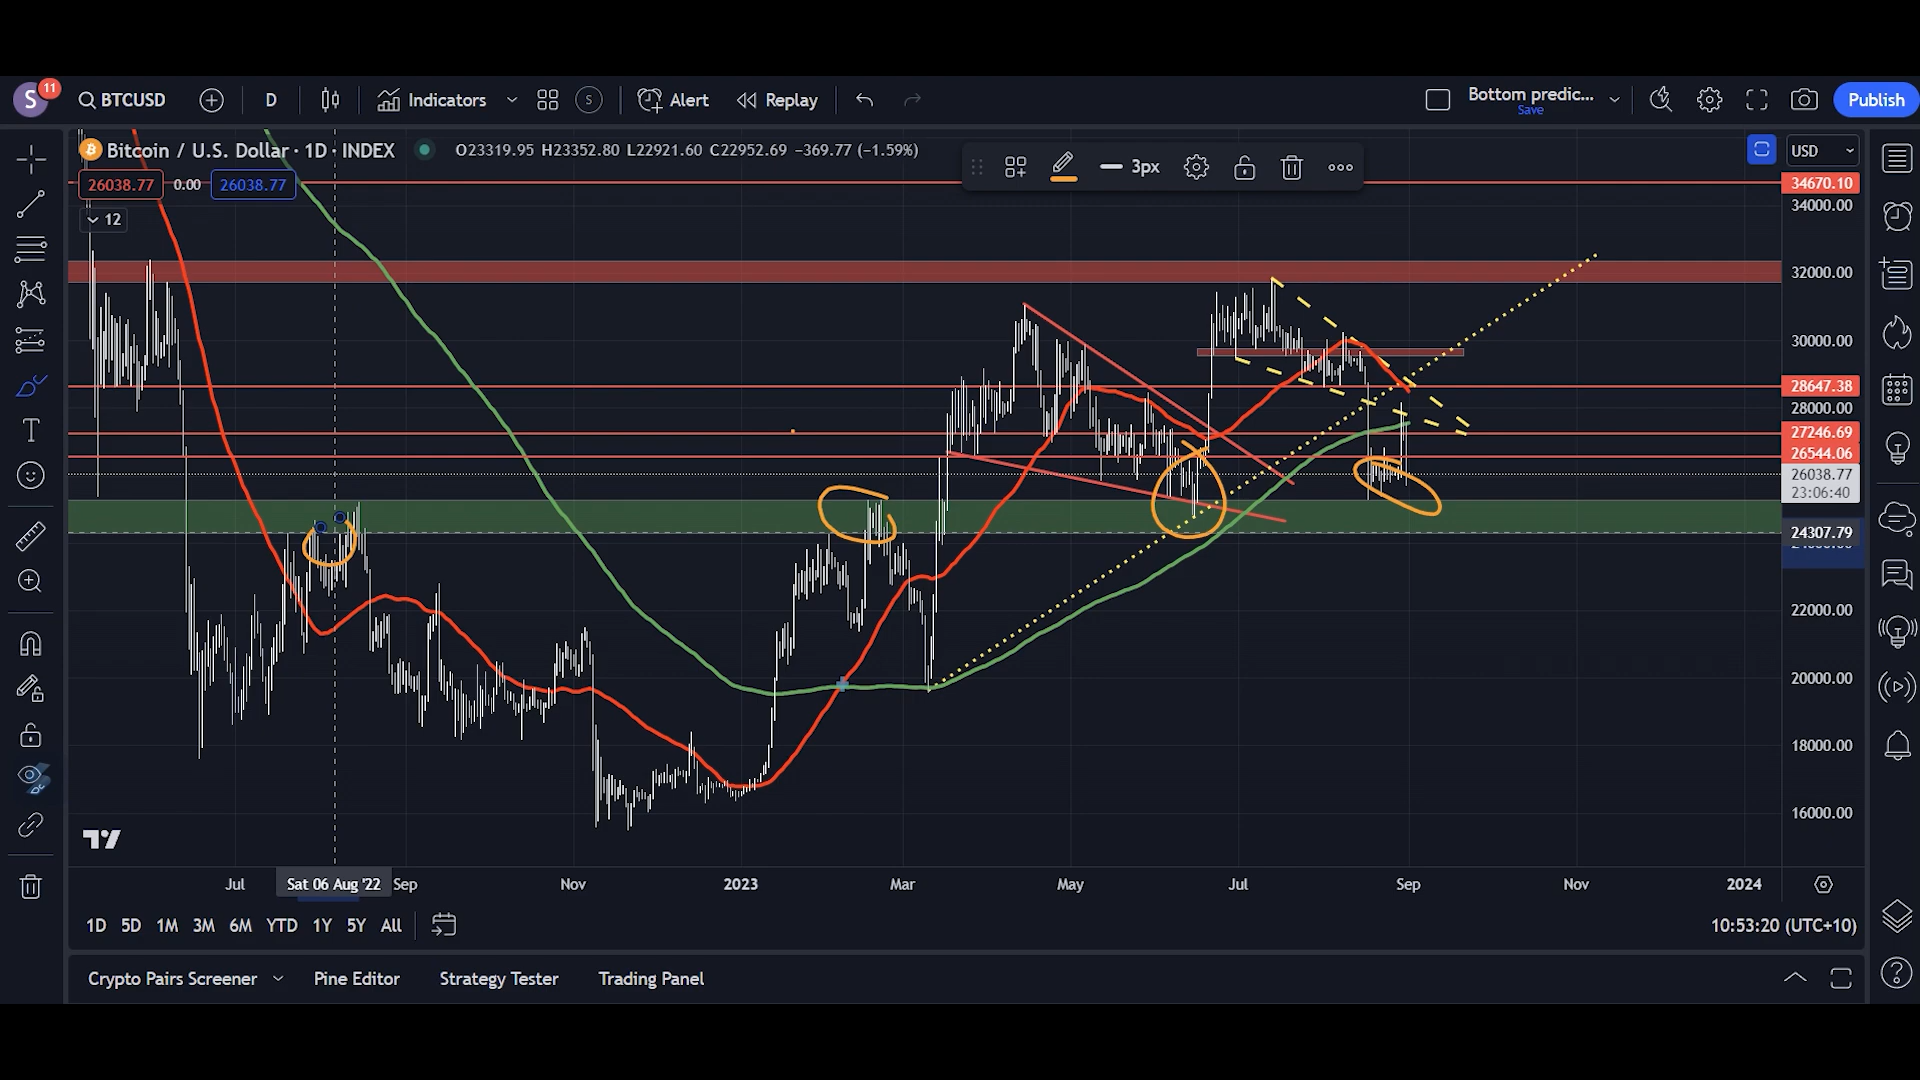 S 11 BTCUSD D Indicators S Alert Replay Bottom predic... Save Publish
Bitcoin / U.S. Dollar · 1D · INDEX O23319.95 H23352.80 L22921.60 C22952.69 −369.77 (−1.59%) USD
26038.77 0.00 26038.77
12
3px
34670.10
34000.00
32000.00
30000.00
28647.38
28000.00
27246.69
26544.06
26038.77
23:06:40
24307.79
22000.00
20000.00
18000.00
16000.00
T
Jul Sat 06 Aug '22 Sep Nov 2023 Mar May Jul Sep Nov 2024
1D 5D 1M 3M 6M YTD 1Y 5Y All 10:53:20 (UTC+10)
Crypto Pairs Screener Pine Editor Strategy Tester Trading Panel